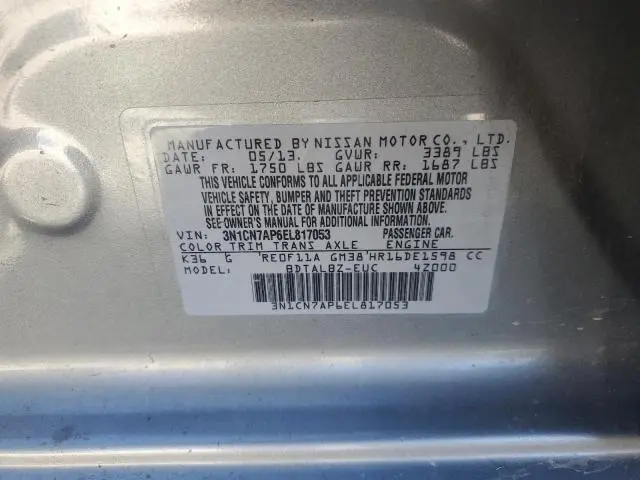 MANUFACTURED BY NISSAN MOTOR CO., LTD.
DATE: 05/13. GVWR: 3389 LBS
GAWR FR: 1750 LBS GAWR RR: 1687 LBS
THIS VEHICLE CONFORMS TO ALL APPLICABLE FEDERAL MOTOR
VEHICLE SAFETY, BUMPER AND THEFT PREVENTION STANDARDS
IN EFFECT ON THE DATE OF MANUFACTURE SHOWN ABOVE.
SEE OWNER'S MANUAL FOR ADDITIONAL INFORMATION.
VIN: 3N1CN7AP6EL817053 PASSENGER CAR.
COLOR TRIM TRANS AXLE ENGINE
K36 G RE0F11A GM38 HR16DE1598 CC
MODEL: BDTALBZ-EUC 4Z000
3N1CN7AP6EL817053